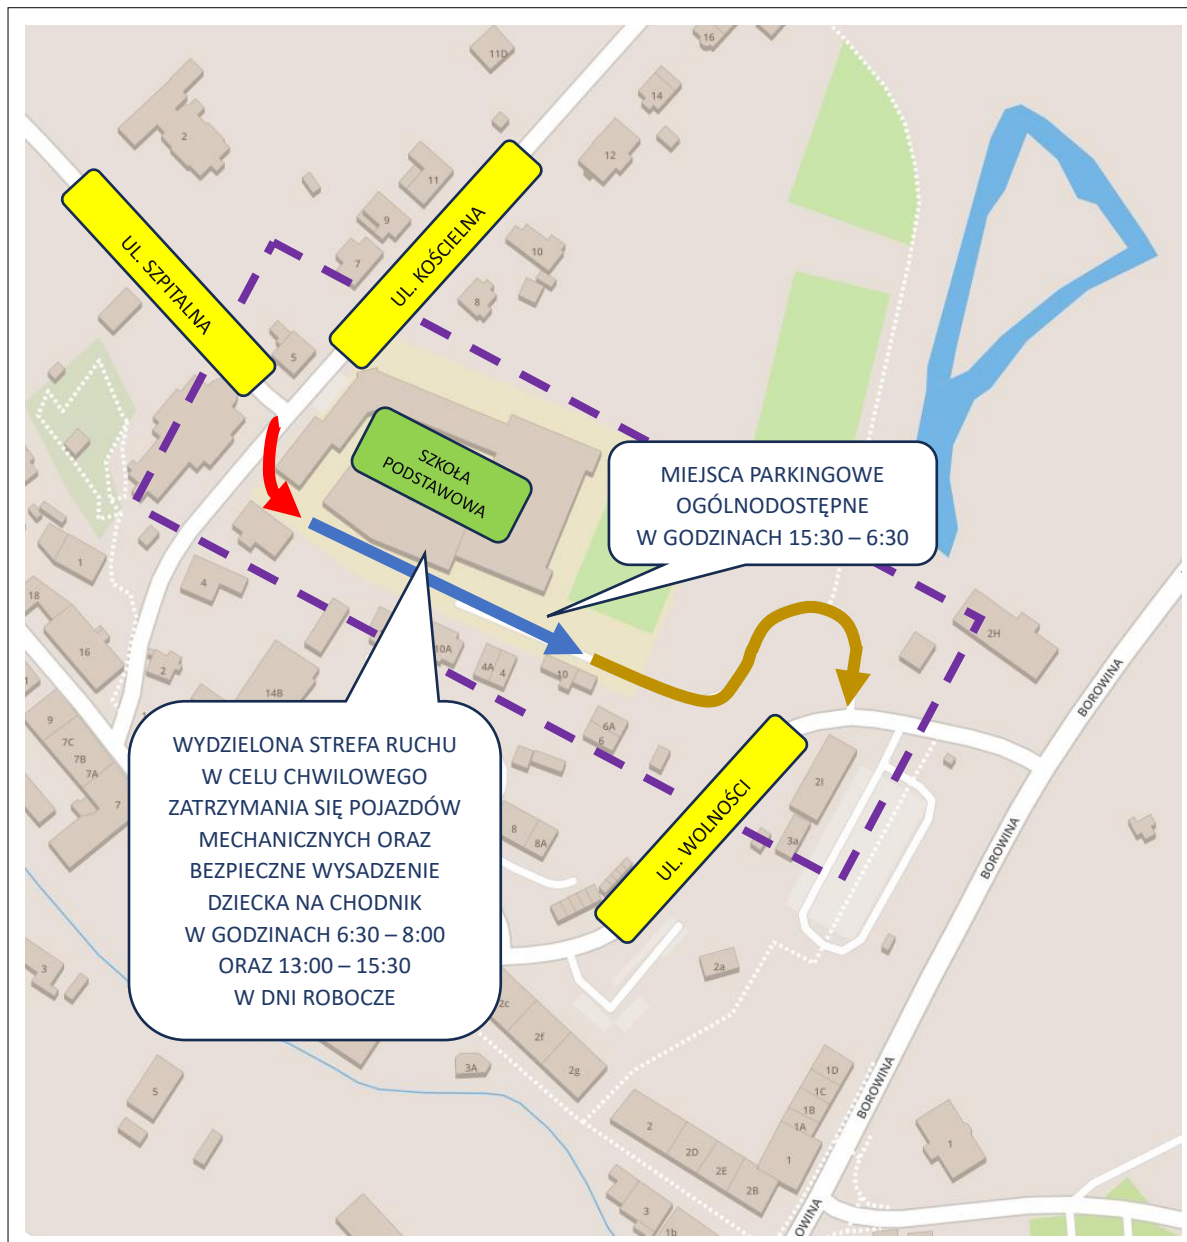 11D
16
14
12
2
11
9
7
10
8
5
UL. SZPITALNA
UL. KOŚCIELNA
SZKOŁA
PODSTAWOWA
MIEJSCA PARKINGOWE
OGÓLNODOSTĘPNE
W GODZINACH 15:30 – 6:30
1
4
18
16
2
14B
10A
4A
4
10
6A
6
2H
BOROWINA
BOROWINA
9
7C
7B
7A
7
WYDZIELONA STREFA RUCHU
W CELU CHWILOWEGO
ZATRZYMANIA SIĘ POJAZDÓW
MECHANICZNYCH ORAZ
BEZPIECZNE WYSADZENIE
DZIECKA NA CHODNIK
W GODZINACH 6:30 – 8:00
ORAZ 13:00 – 15:30
W DNI ROBOCZE
UL. WOLNOŚCI
2I
3a
8
8A
3
2a
2c
2f
2g
3A
5
1D
1C
1B
1A
1
2
2D
2E
2B
BOROWINA
1
3
1b
OWINA